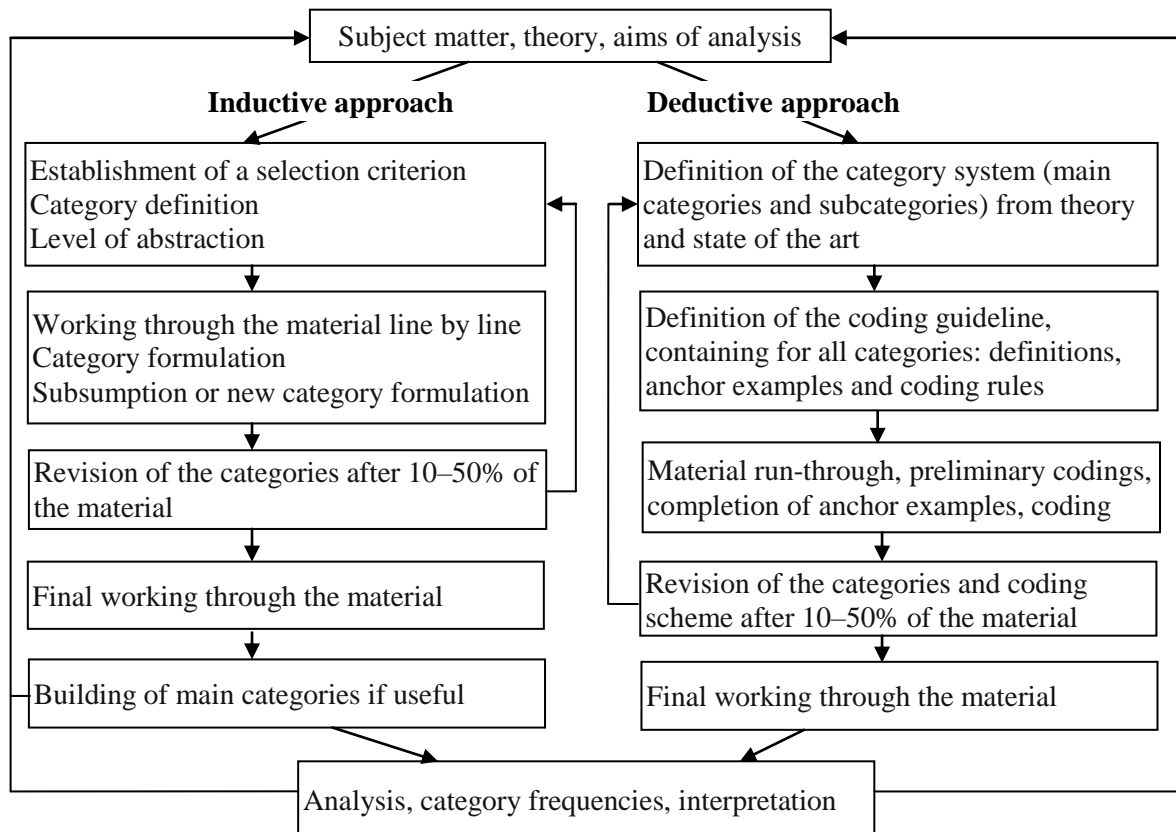 Subject matter, theory, aims of analysis
Inductive approach
Establishment of a selection criterion
Category definition
Level of abstraction
Working through the material line by line
Category formulation
Subsumption or new category formulation
Revision of the categories after 10–50% of
the material
Final working through the material
Building of main categories if useful
Deductive approach
Definition of the category system (main
categories and subcategories) from theory
and state of the art
Definition of the coding guideline,
containing for all categories: definitions,
anchor examples and coding rules
Material run-through, preliminary codings,
completion of anchor examples, coding
Revision of the categories and coding
scheme after 10–50% of the material
Final working through the material
Analysis, category frequencies, interpretation